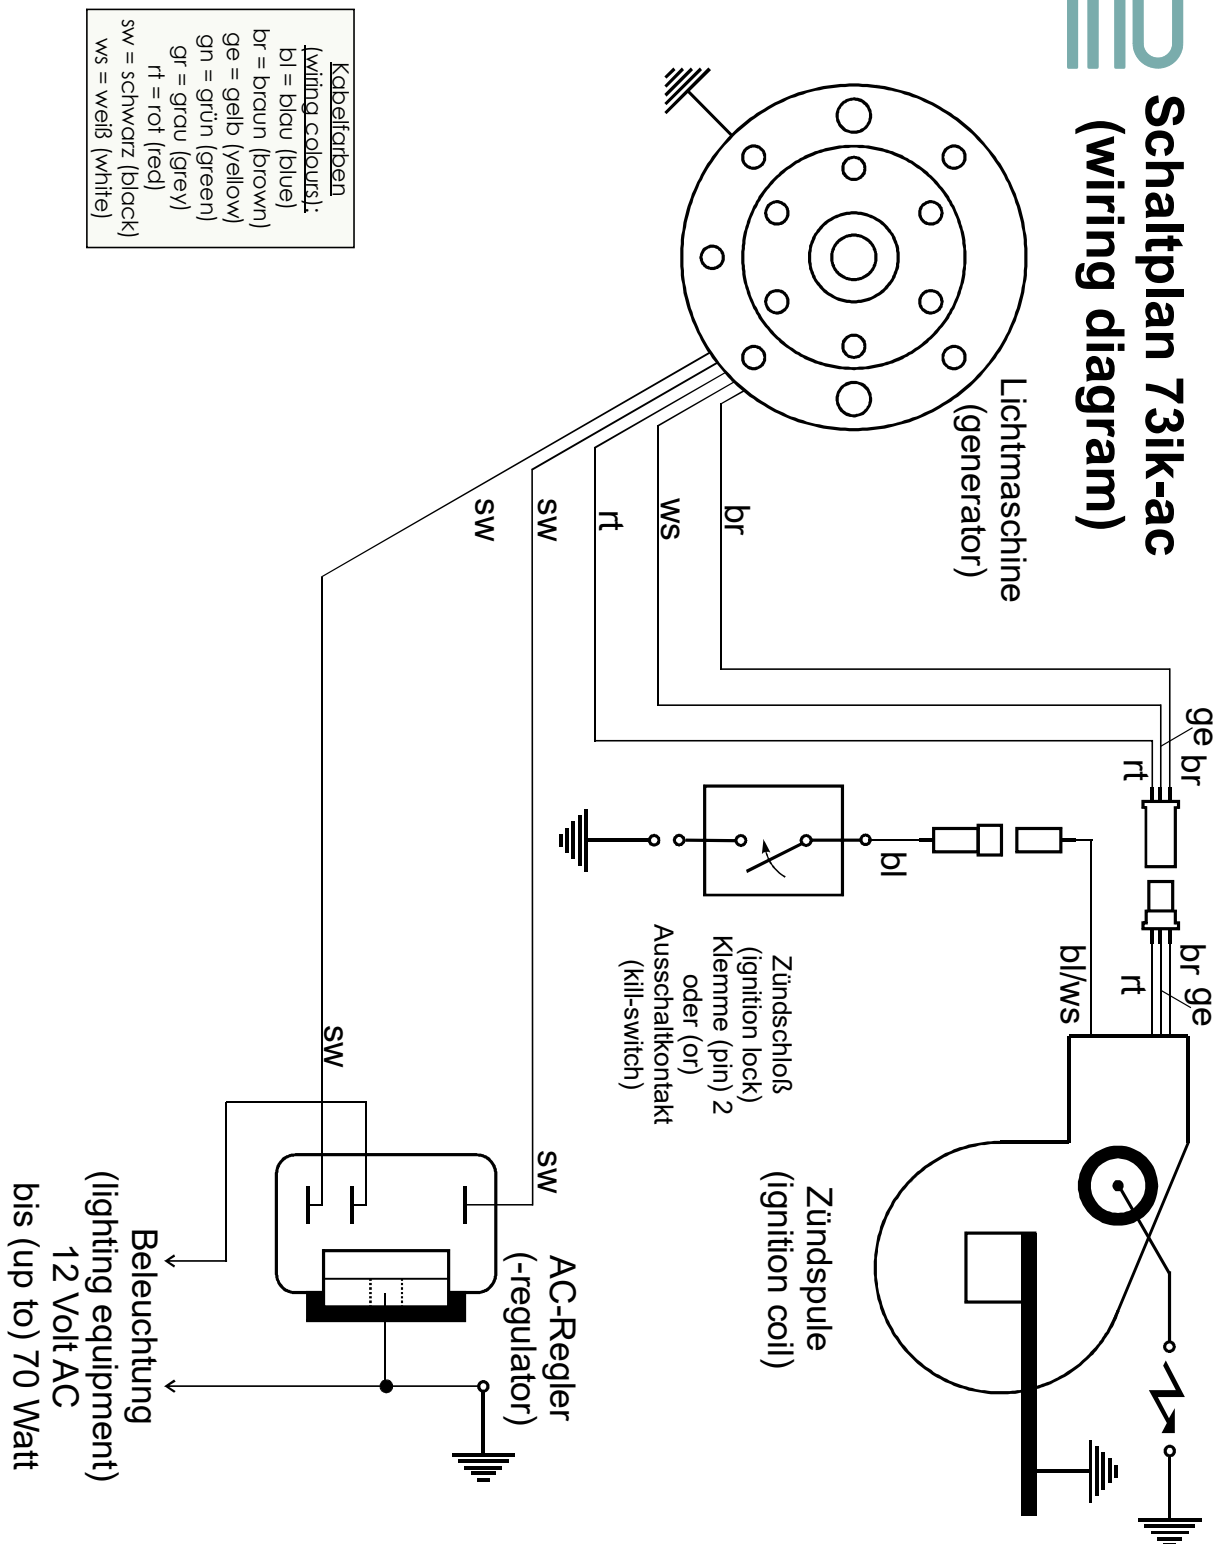 Schaltplan 73ik-ac
(wiring diagram)
Lichtmaschine
(generator)
br
ws
rt
sw
sw
ge
br
rt
br
ge
rt
bl/ws
bl
Zündschloß
(ignition lock)
Klemme (pin) 2
oder (or)
Ausschaltkontakt
(kill-switch)
Zündspule
(ignition coil)
sw
sw
AC-Regler
(-regulator)
Beleuchtung
(lighting equipment)
12 Volt AC
bis (up to) 70 Watt
Kabelfarben
(wiring colours):
bl = blau (blue)
br = braun (brown)
ge = gelb (yellow)
gn = grün (green)
gr = grau (grey)
rt = rot (red)
sw = schwarz (black)
ws = weiß (white)